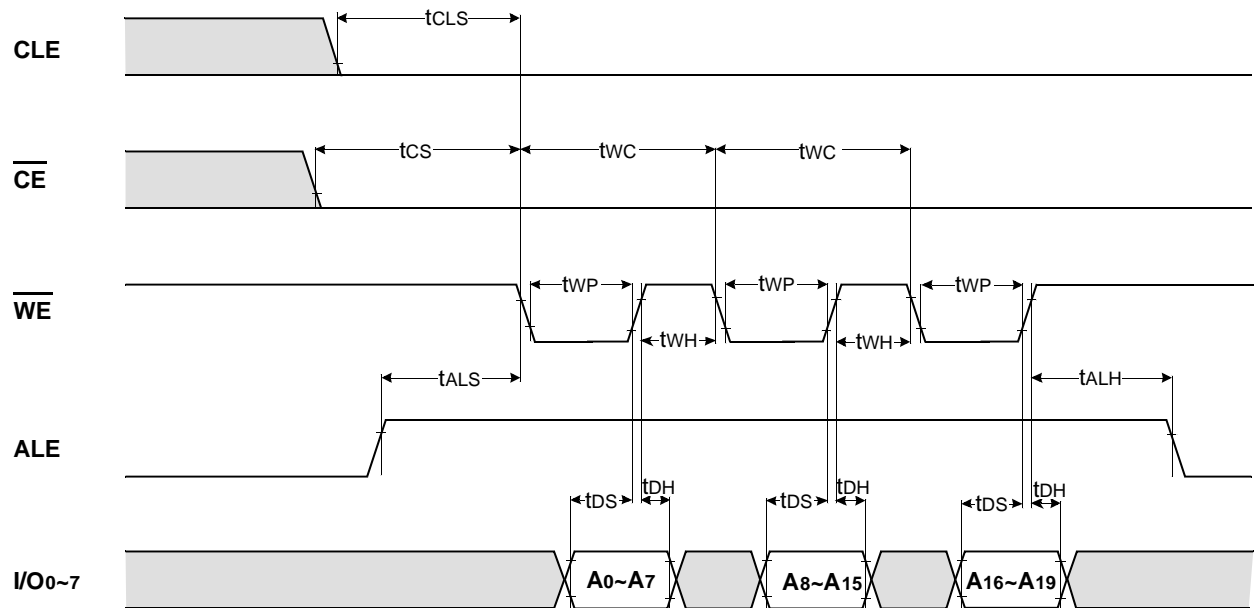 CLE
tCLS
CE
tCS
tWC
tWC
WE
tWP
tWP
tWP
tWH
tWH
tALS
tALH
ALE
tDS
tDH
tDS
tDH
tDS
tDH
I/O0~7
A0~A7
A8~A15
A16~A19